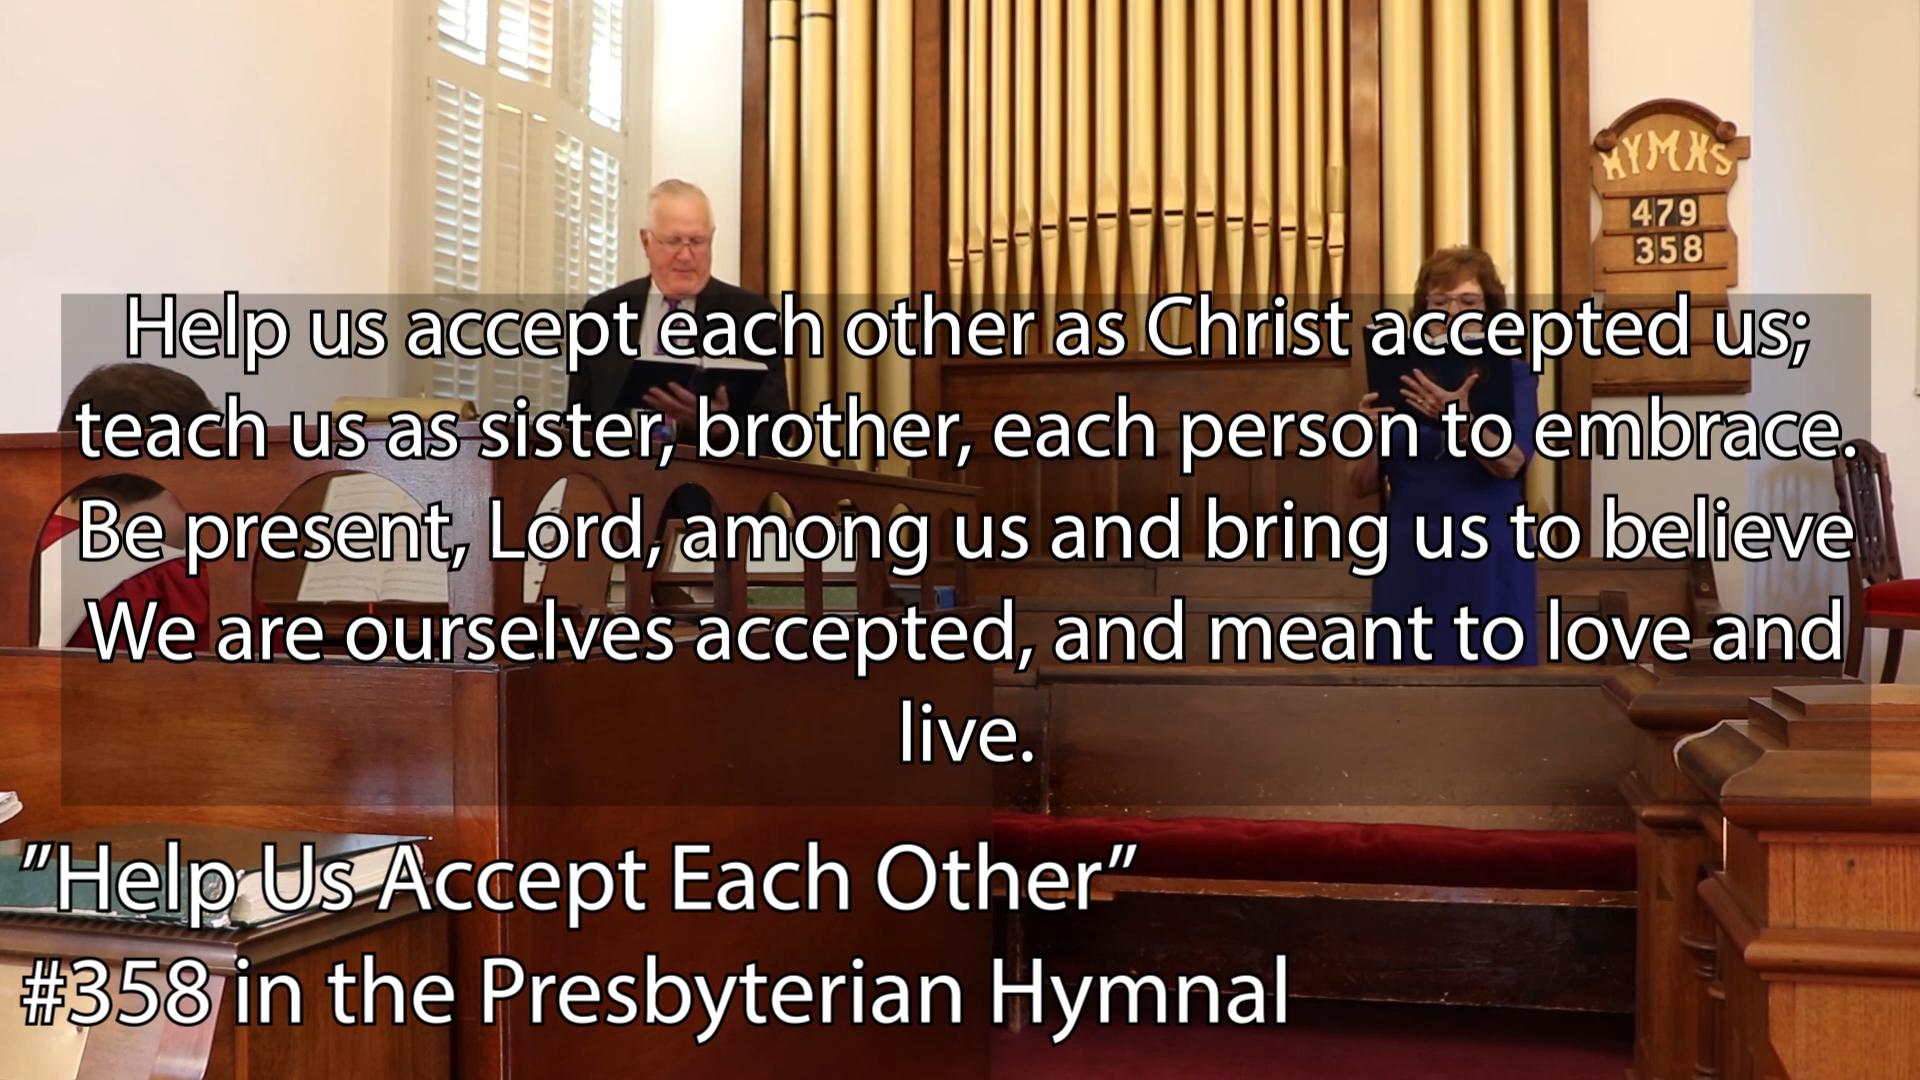 HYMNS
479
358
Help us accept each other as Christ accepted us;
teach us as sister, brother, each person to embrace.
Be present, Lord, among us and bring us to believe
We are ourselves accepted, and meant to love and
live.
"Help Us Accept Each Other”
#358 in the Presbyterian Hymnal